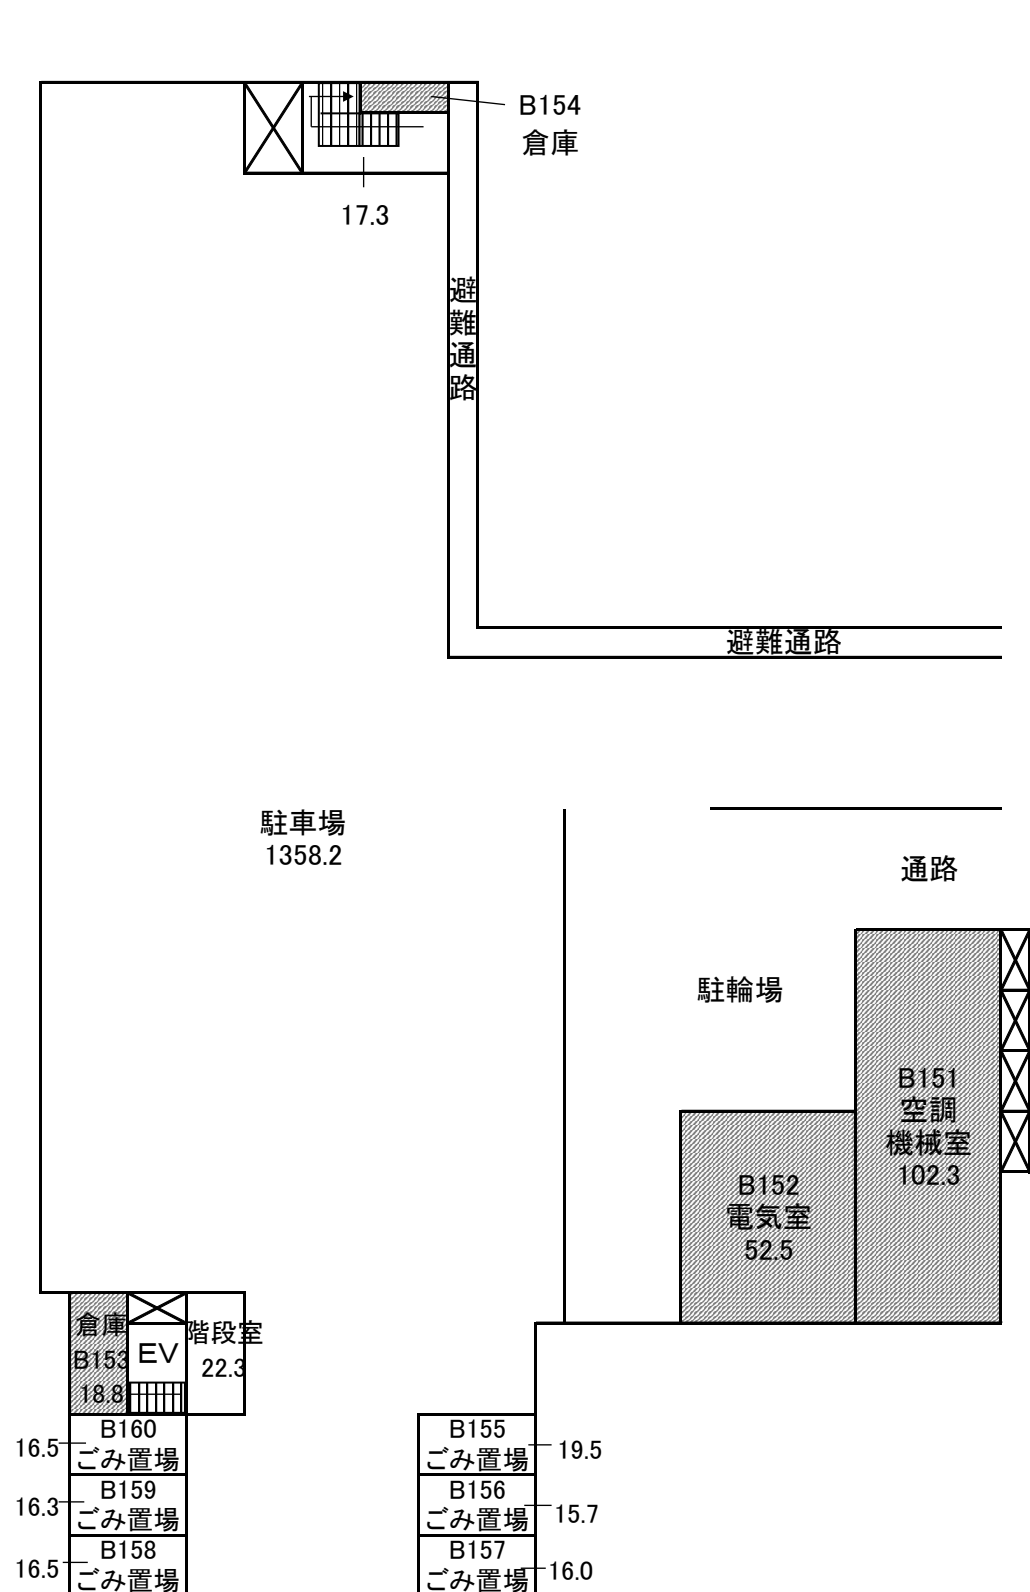 B154
倉庫
17.3
避難通路
避難通路
駐車場
1358.2
通路
駐輪場
B151
空調
機械室
102.3
B152
電気室
52.5
倉庫
B153
18.8
EV
階段室
22.3
B160
ごみ置場
16.5
B159
ごみ置場
16.3
B158
ごみ置場
16.5
B155
ごみ置場
19.5
B156
ごみ置場
15.7
B157
ごみ置場
16.0